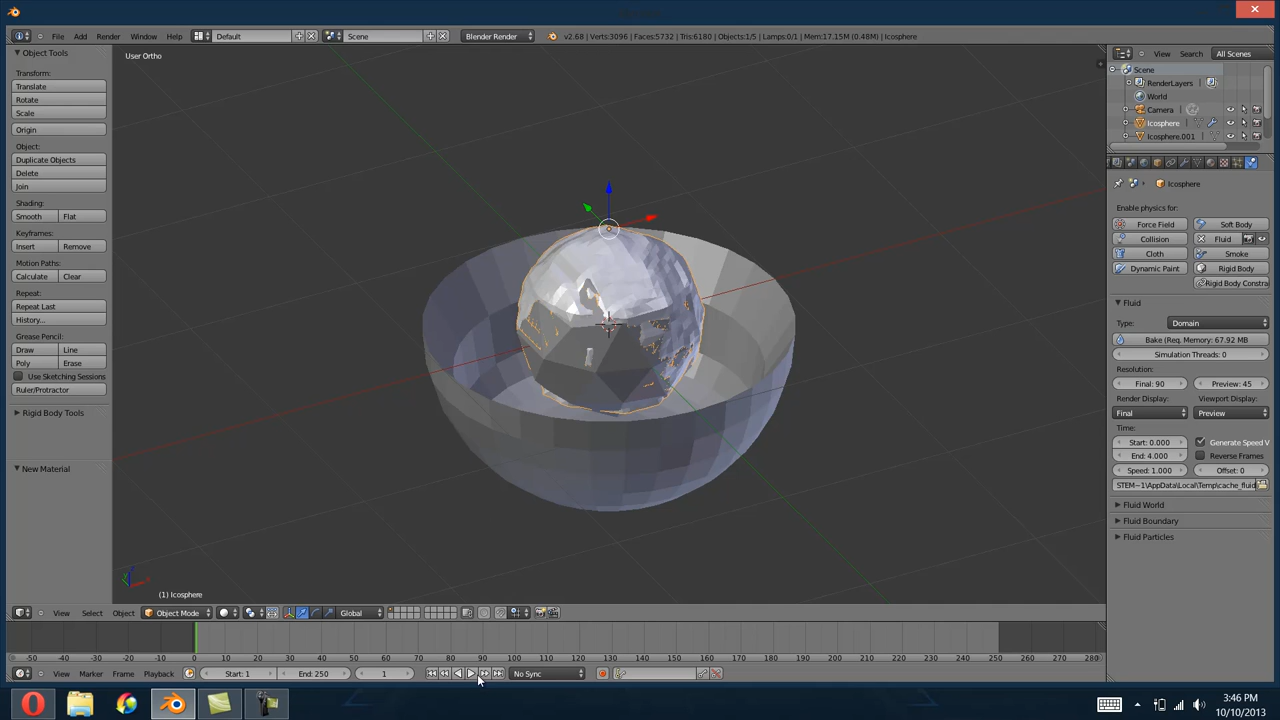 File Add Render Window Help Default Scene Blender Render v2.68 | Verts:3096 | Faces:5732 | Tris:6180 | Objects:1/5 | Lamps:0/1 | Mem:17.15M (0.48M) | Icosphere
Object Tools
Transform:
Translate
Rotate
Scale
Origin
Object:
Duplicate Objects
Delete
Join
Shading:
Smooth Flat
Keyframes:
Insert Remove
Motion Paths:
Calculate Clear
Repeat:
Repeat Last
History...
Grease Pencil:
Draw Line
Poly Erase
Use Sketching Sessions
Ruler/Protractor
Rigid Body Tools
New Material
User Ortho
(1) Icosphere
View Select Object Object Mode Global
View Search All Scenes
Scene
RenderLayers
World
Camera
Icosphere
Icosphere.001
Icosphere
Enable physics for:
Force Field Soft Body
Collision Fluid
Cloth Smoke
Dynamic Paint Rigid Body
Rigid Body Constra
Fluid
Type: Domain
Bake (Req. Memory: 67.92 MB
Simulation Threads: 0
Resolution:
Final: 90 Preview: 45
Render Display: Viewport Display:
Final Preview
Time:
Start: 0.000 Generate Speed V
End: 4.000 Reverse Frames
Speed: 1.000 Offset: 0
STEM~1\AppData\Local\Temp\cache_fluid
Fluid World
Fluid Boundary
Fluid Particles
-50 -40 -30 -20 -10 0 10 20 30 40 50 60 70 80 90 100 110 120 130 140 150 160 170 180 190 200 210 220 230 240 250 260 270 280
View Marker Frame Playback Start: 1 End: 250 1 No Sync
3:46 PM
10/10/2013